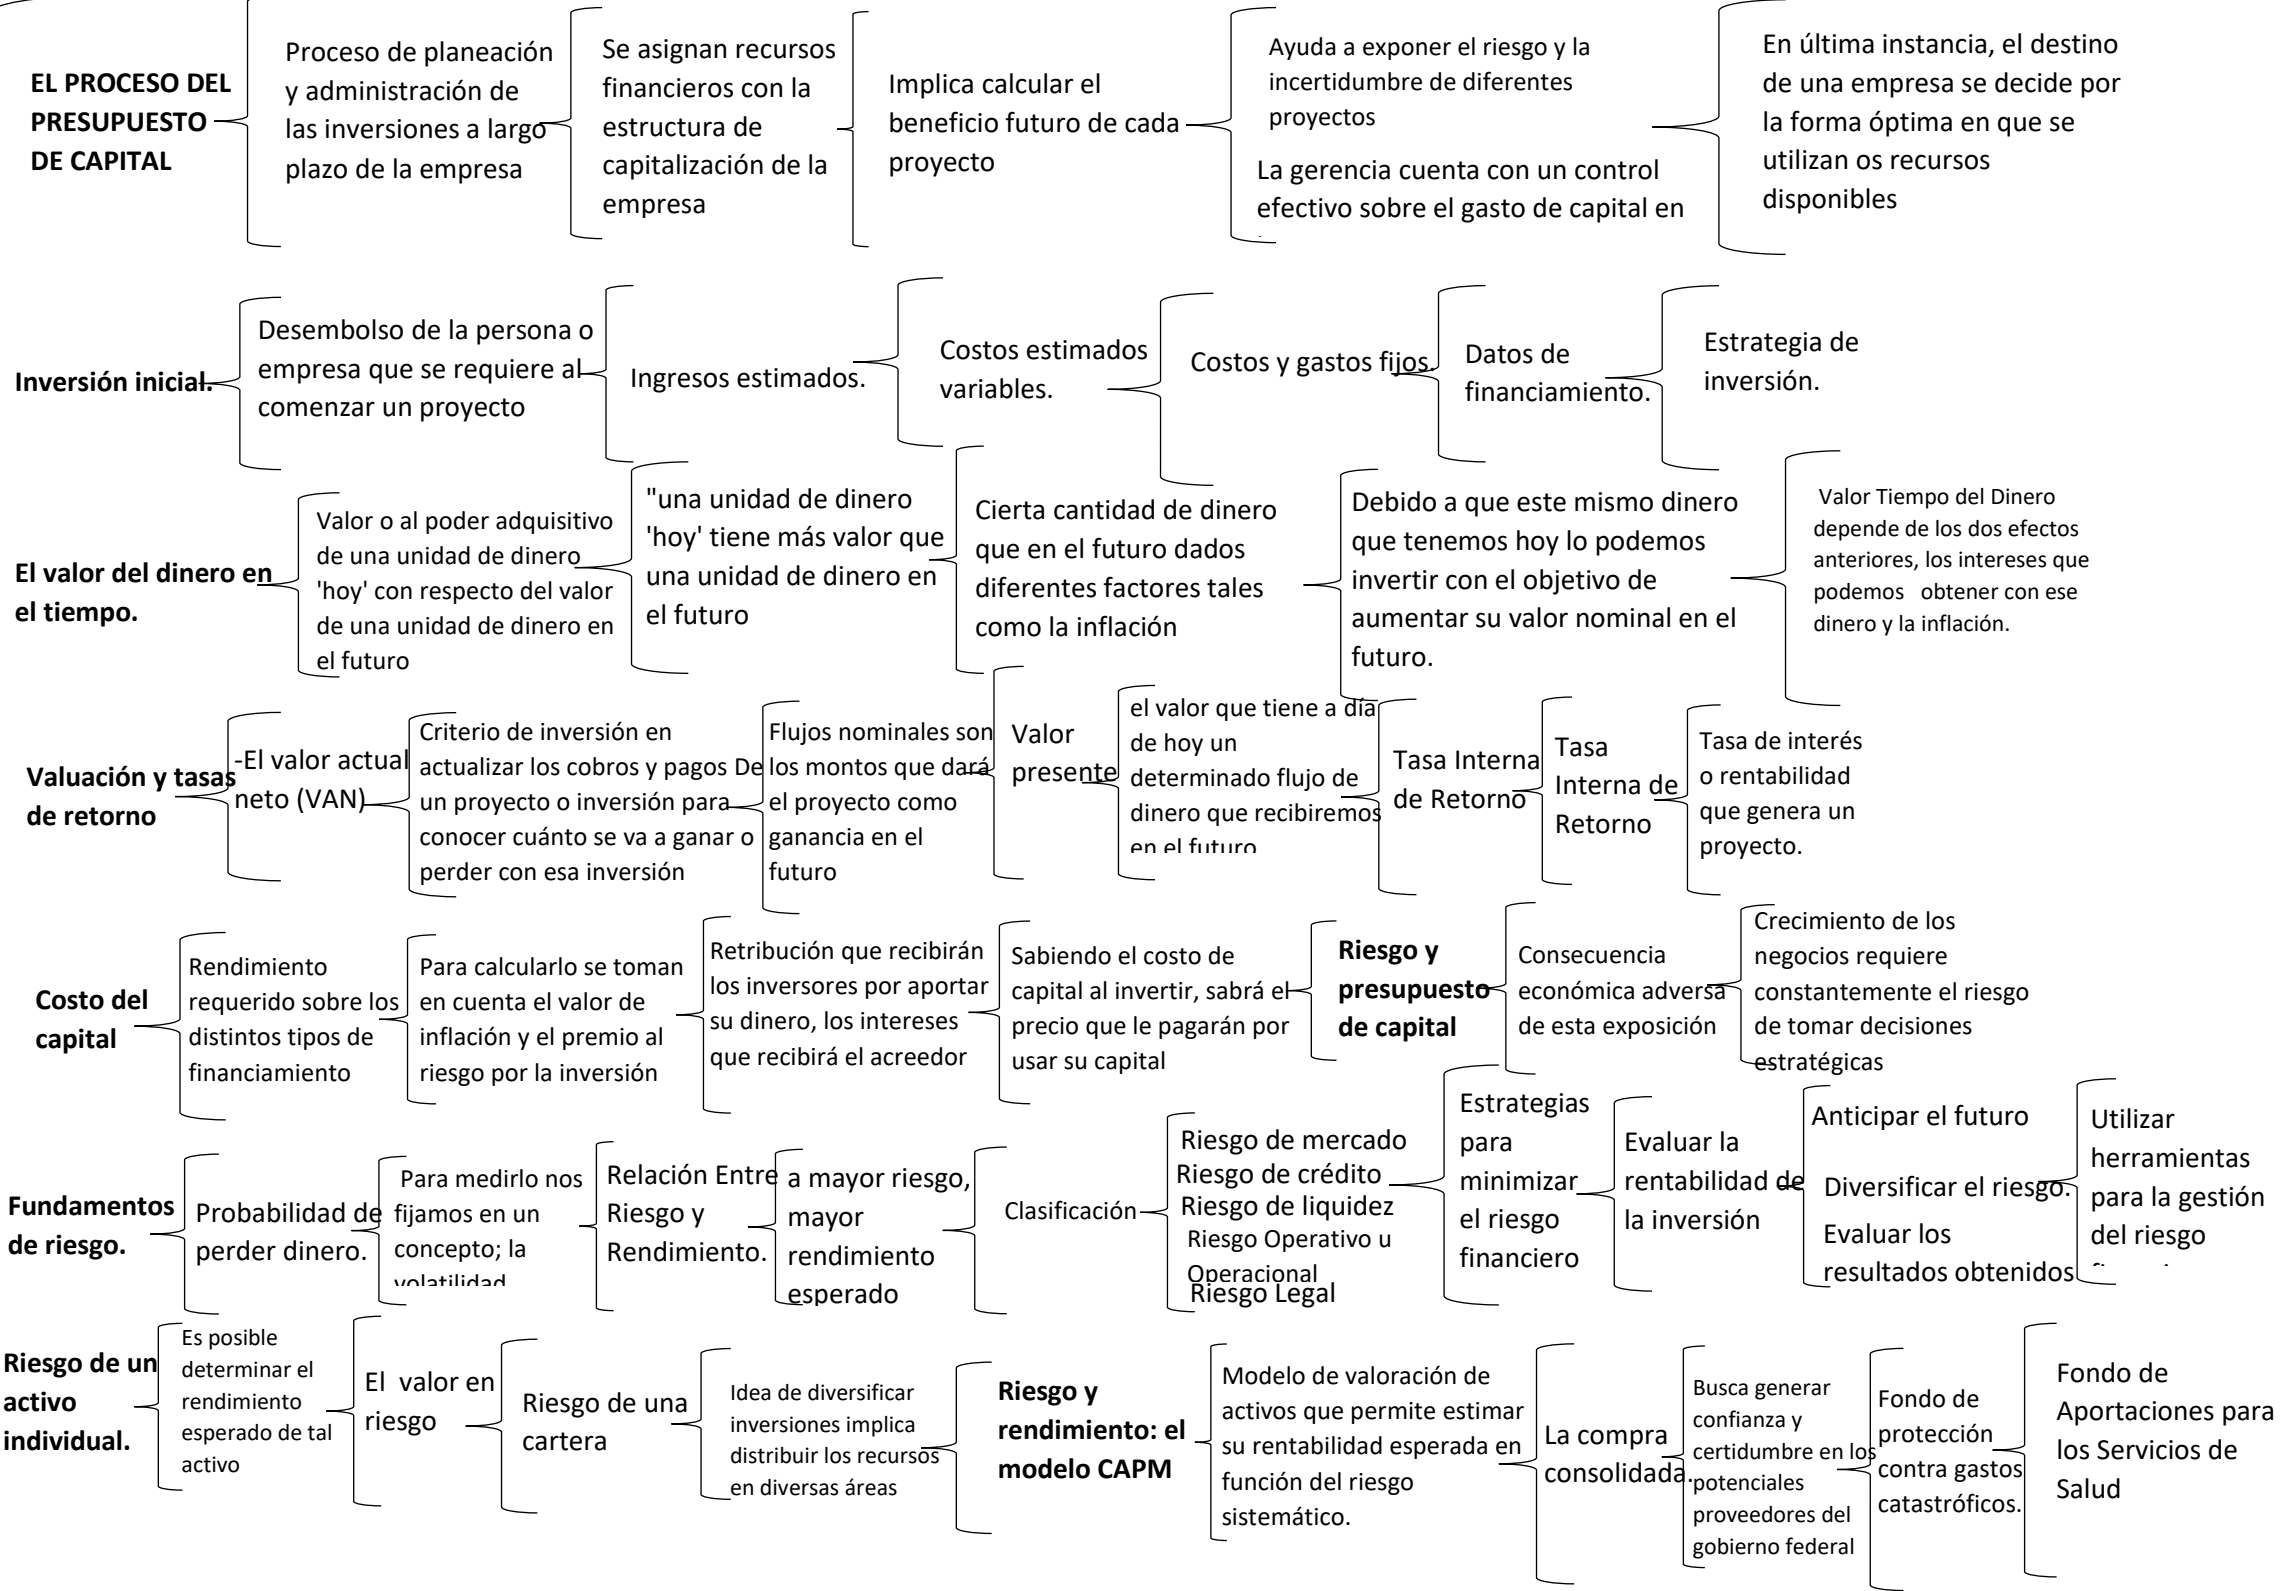 EL PROCESO DEL
PRESUPUESTO
DE CAPITAL
Proceso de planeación
y administración de
las inversiones a largo
plazo de la empresa
Se asignan recursos
financieros con la
estructura de
capitalización de la
empresa
Implica calcular el
beneficio futuro de cada
proyecto
Ayuda a exponer el riesgo y la
incertidumbre de diferentes
proyectos
La gerencia cuenta con un control
efectivo sobre el gasto de capital en
En última instancia, el destino
de una empresa se decide por
la forma óptima en que se
utilizan os recursos
disponibles
Inversión inicial.
Desembolso de la persona o
empresa que se requiere al
comenzar un proyecto
Ingresos estimados.
Costos estimados
variables.
Costos y gastos fijos.
Datos de
financiamiento.
Estrategia de
inversión.
El valor del dinero en
el tiempo.
Valor o al poder adquisitivo
de una unidad de dinero
'hoy' con respecto del valor
de una unidad de dinero en
el futuro
"una unidad de dinero
'hoy' tiene más valor que
una unidad de dinero en
el futuro
Cierta cantidad de dinero
que en el futuro dados
diferentes factores tales
como la inflación
Debido a que este mismo dinero
que tenemos hoy lo podemos
invertir con el objetivo de
aumentar su valor nominal en el
futuro.
Valor Tiempo del Dinero
depende de los dos efectos
anteriores, los intereses que
podemos obtener con ese
dinero y la inflación.
Valuación y tasas
de retorno
-El valor actual
neto (VAN)
Criterio de inversión en
actualizar los cobros y pagos De
un proyecto o inversión para
conocer cuánto se va a ganar o
perder con esa inversión
Flujos nominales son
los montos que dará
el proyecto como
ganancia en el
futuro
Valor
presente
el valor que tiene a día
de hoy un
determinado flujo de
dinero que recibiremos
en el futuro
Tasa Interna
de Retorno
Tasa
Interna de
Retorno
Tasa de interés
o rentabilidad
que genera un
proyecto.
Costo del
capital
Rendimiento
requerido sobre los
distintos tipos de
financiamiento
Para calcularlo se toman
en cuenta el valor de
inflación y el premio al
riesgo por la inversión
Retribución que recibirán
los inversores por aportar
su dinero, los intereses
que recibirá el acreedor
Sabiendo el costo de
capital al invertir, sabrá el
precio que le pagarán por
usar su capital
Riesgo y
presupuesto
de capital
Consecuencia
económica adversa
de esta exposición
Crecimiento de los
negocios requiere
constantemente el riesgo
de tomar decisiones
estratégicas
Fundamentos
de riesgo.
Probabilidad de
perder dinero.
Para medirlo nos
fijamos en un
concepto; la
volatilidad
Relación Entre
Riesgo y
Rendimiento.
a mayor riesgo,
mayor
rendimiento
esperado
Clasificación
Riesgo de mercado
Riesgo de crédito
Riesgo de liquidez
Riesgo Operativo u
Operacional
Riesgo Legal
Estrategias
para
minimizar
el riesgo
financiero
Evaluar la
rentabilidad de
la inversión
Anticipar el futuro
Diversificar el riesgo.
Evaluar los
resultados obtenidos
Utilizar
herramientas
para la gestión
del riesgo
Riesgo de un
activo
individual.
Es posible
determinar el
rendimiento
esperado de tal
activo
El valor en
riesgo
Riesgo de una
cartera
Idea de diversificar
inversiones implica
distribuir los recursos
en diversas áreas
Riesgo y
rendimiento: el
modelo CAPM
Modelo de valoración de
activos que permite estimar
su rentabilidad esperada en
función del riesgo
sistemático.
La compra
consolidada.
Busca generar
confianza y
certidumbre en los
potenciales
proveedores del
gobierno federal
Fondo de
protección
contra gastos
catastróficos.
Fondo de
Aportaciones para
los Servicios de
Salud